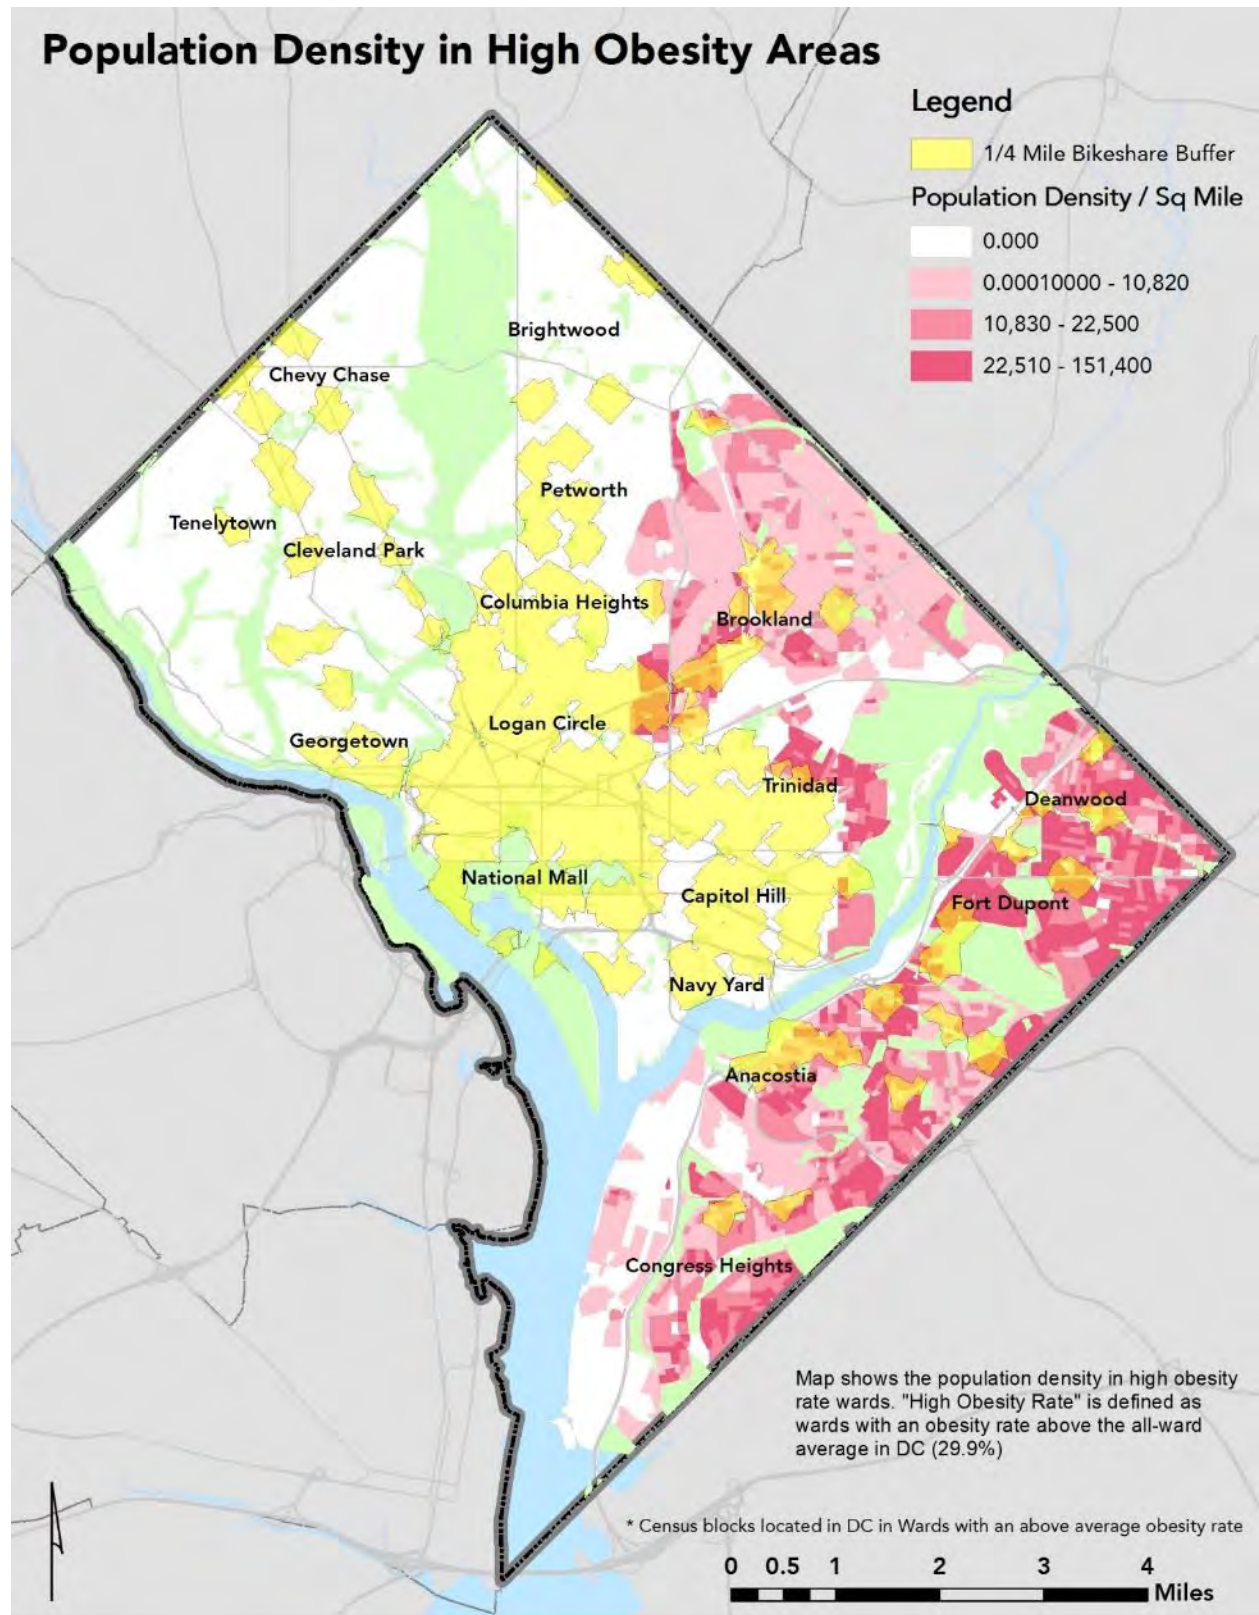 Population Density in High Obesity Areas
Legend
1/4 Mile Bikeshare Buffer
Population Density / Sq Mile
0.000
0.00010000 - 10,820
10,830 - 22,500
22,510 - 151,400
Brightwood
Chevy Chase
Petworth
Tenelytown
Cleveland Park
Columbia Heights
Brookland
Logan Circle
Georgetown
Trinidad
Deanwood
National Mall
Capitol Hill
Fort Dupont
Navy Yard
Anacostia
Congress Heights
Map shows the population density in high obesity
rate wards. "High Obesity Rate" is defined as
wards with an obesity rate above the all-ward
average in DC (29.9%)
* Census blocks located in DC in Wards with an above average obesity rate
0 0.5 1 2 3 4
Miles